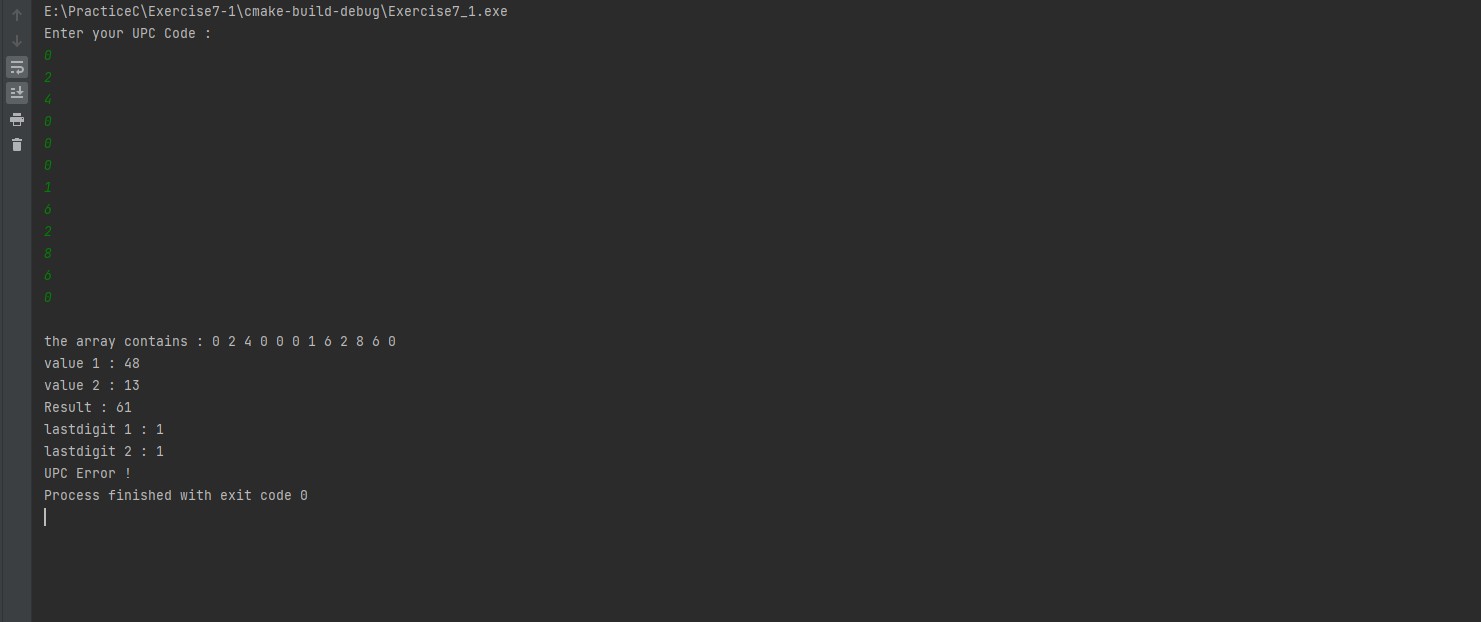 E:\PracticeC\Exercise7-1\cmake-build-debug\Exercise7_1.exe
Enter your UPC Code :
0
2
4
0
0
0
1
6
2
8
6
0
the array contains : 0 2 4 0 0 0 1 6 2 8 6 0
value 1 : 48
value 2 : 13
Result : 61
lastdigit 1 : 1
lastdigit 2 : 1
UPC Error !
Process finished with exit code 0